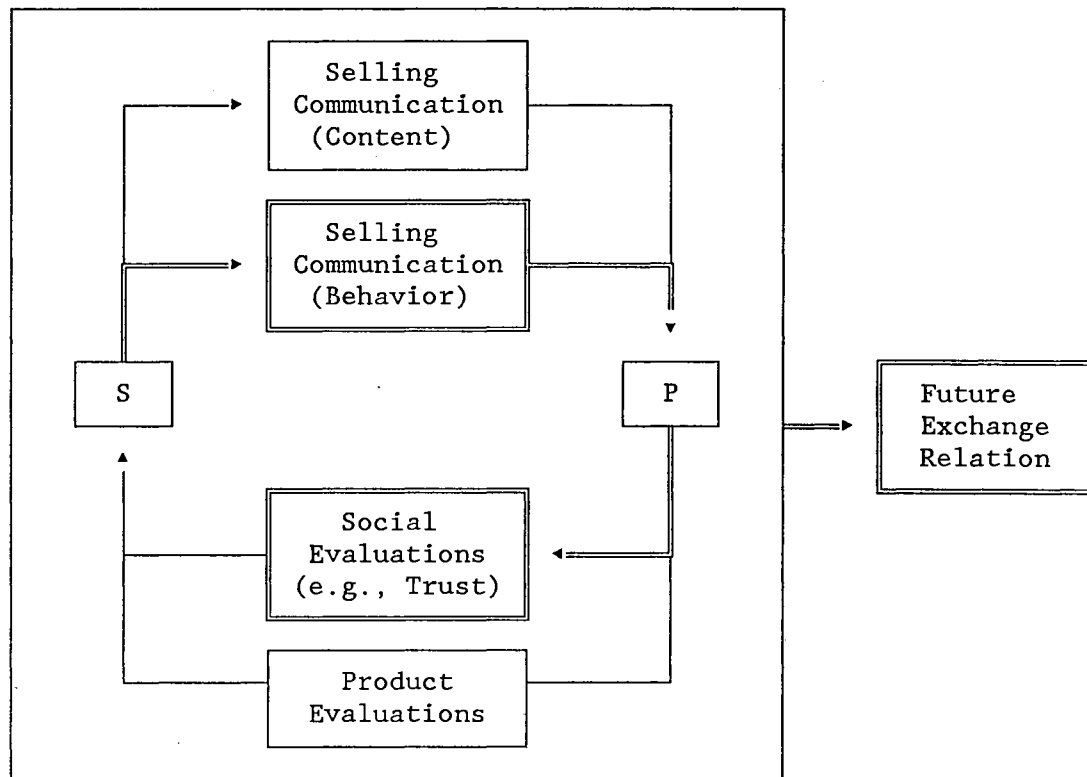 Selling
Communication
(Content)
Selling
Communication
(Behavior)
S
P
Future
Exchange
Relation
Social
Evaluations
(e.g., Trust)
Product
Evaluations